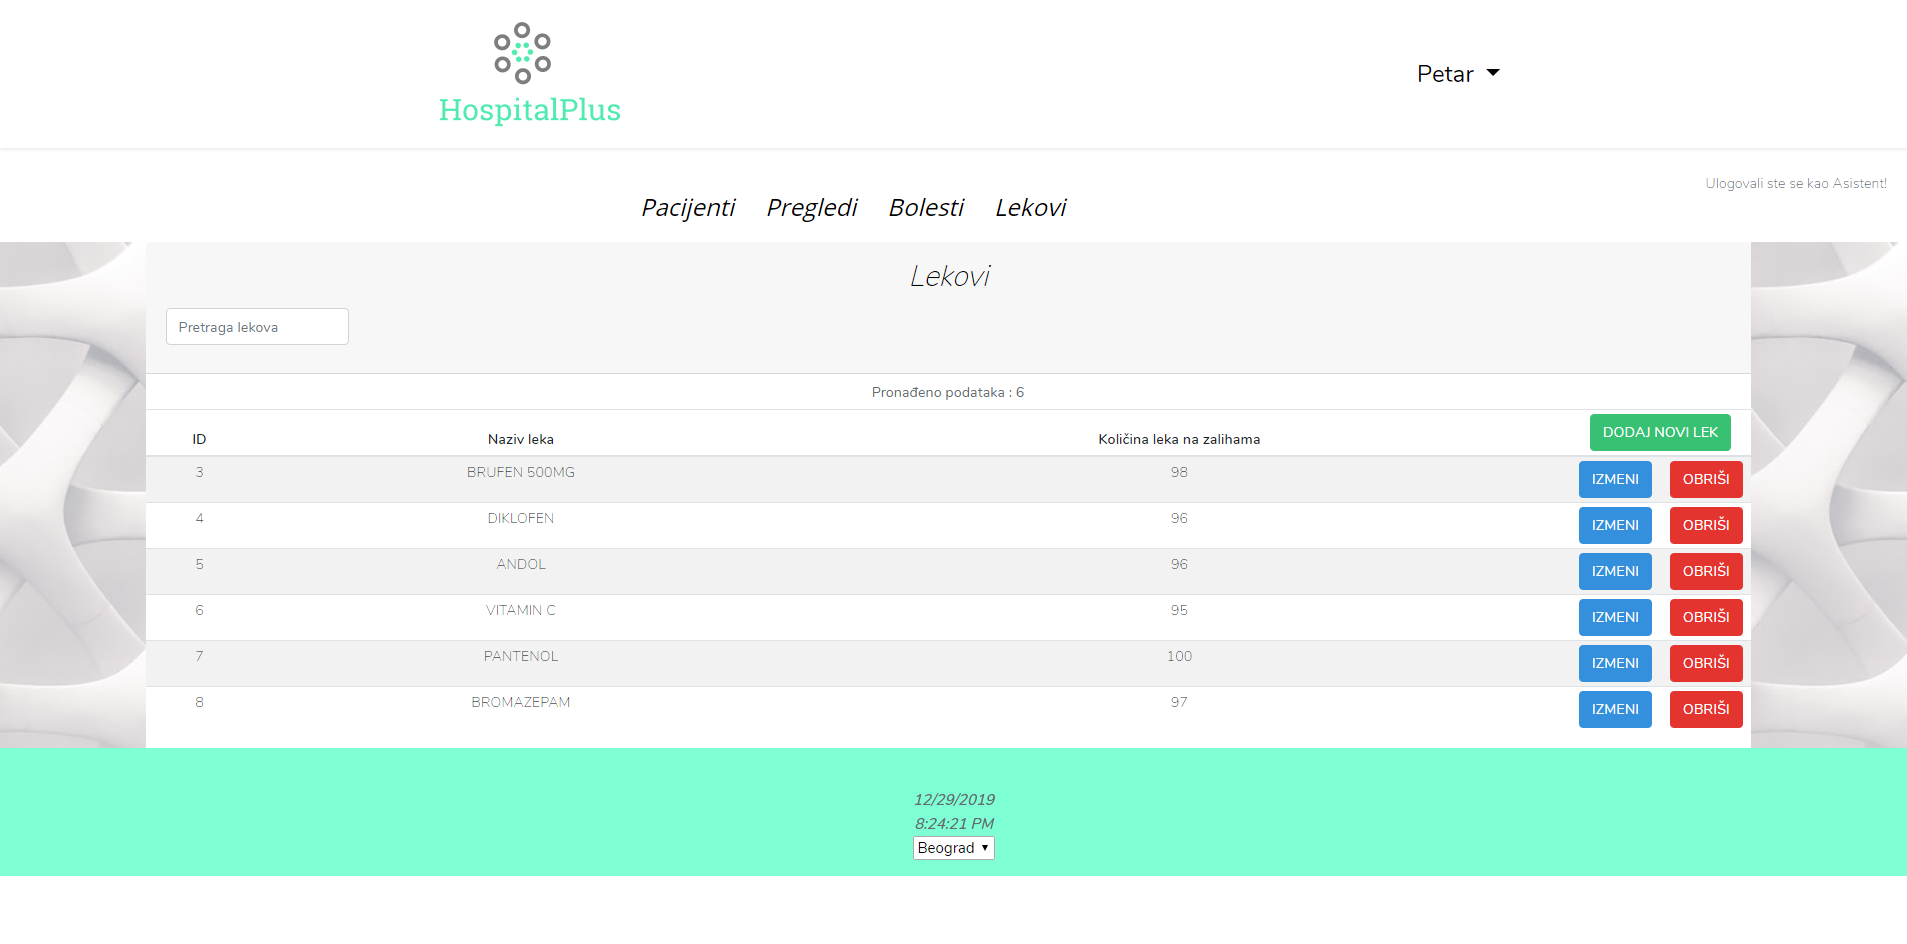 HospitalPlus
Petar
Ulogovali ste se kao Asistent!
Pacijenti Pregledi Bolesti Lekovi
Lekovi
Pretraga lekova
Pronađeno podataka : 6
ID Naziv leka Količina leka na zalihama DODAJ NOVI LEK
3 BRUFEN 500MG 98 IZMENI OBRIŠI
4 DIKLOFEN 96 IZMENI OBRIŠI
5 ANDOL 96 IZMENI OBRIŠI
6 VITAMIN C 95 IZMENI OBRIŠI
7 PANTENOL 100 IZMENI OBRIŠI
8 BROMAZEPAM 97 IZMENI OBRIŠI
12/29/2019
8:24:21 PM
Beograd